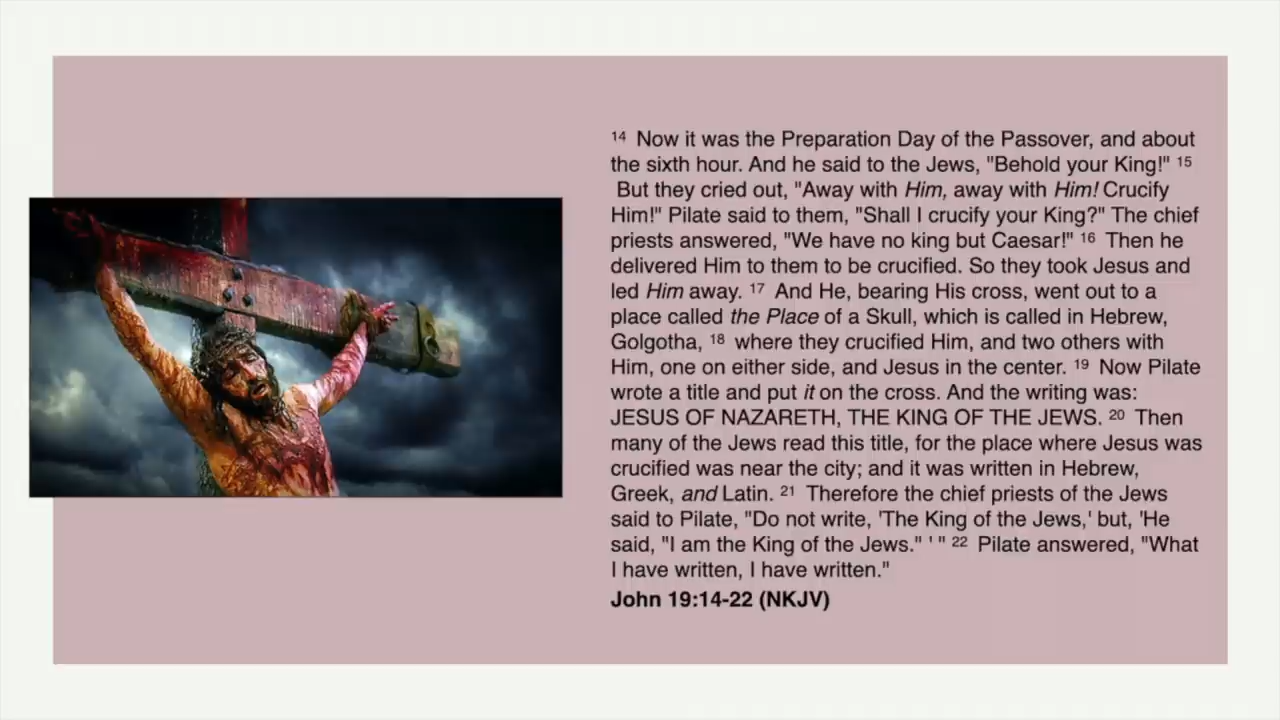 14 Now it was the Preparation Day of the Passover, and about
the sixth hour. And he said to the Jews, "Behold your King!" 15
But they cried out, "Away with Him, away with Him! Crucify
Him!" Pilate said to them, "Shall I crucify your King?" The chief
priests answered, "We have no king but Caesar!" 16 Then he
delivered Him to them to be crucified. So they took Jesus and
led Him away. 17 And He, bearing His cross, went out to a
place called the Place of a Skull, which is called in Hebrew,
Golgotha, 18 where they crucified Him, and two others with
Him, one on either side, and Jesus in the center. 19 Now Pilate
wrote a title and put it on the cross. And the writing was:
JESUS OF NAZARETH, THE KING OF THE JEWS. 20 Then
many of the Jews read this title, for the place where Jesus was
crucified was near the city; and it was written in Hebrew,
Greek, and Latin. 21 Therefore the chief priests of the Jews
said to Pilate, "Do not write, 'The King of the Jews,' but, 'He
said, "I am the King of the Jews." ' " 22 Pilate answered, "What
I have written, I have written."
John 19:14-22 (NKJV)